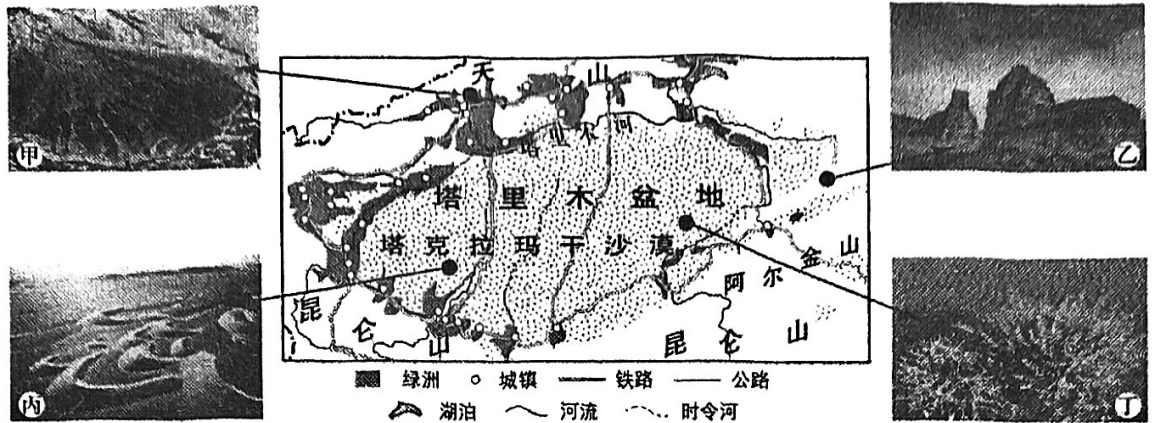 甲
乙
丙
丁
天 山
塔里木河
塔里木盆地
塔克拉玛干沙漠
阿尔金山
昆仑山
昆仑山
绿洲 城镇 铁路 公路
湖泊 河流 时令河